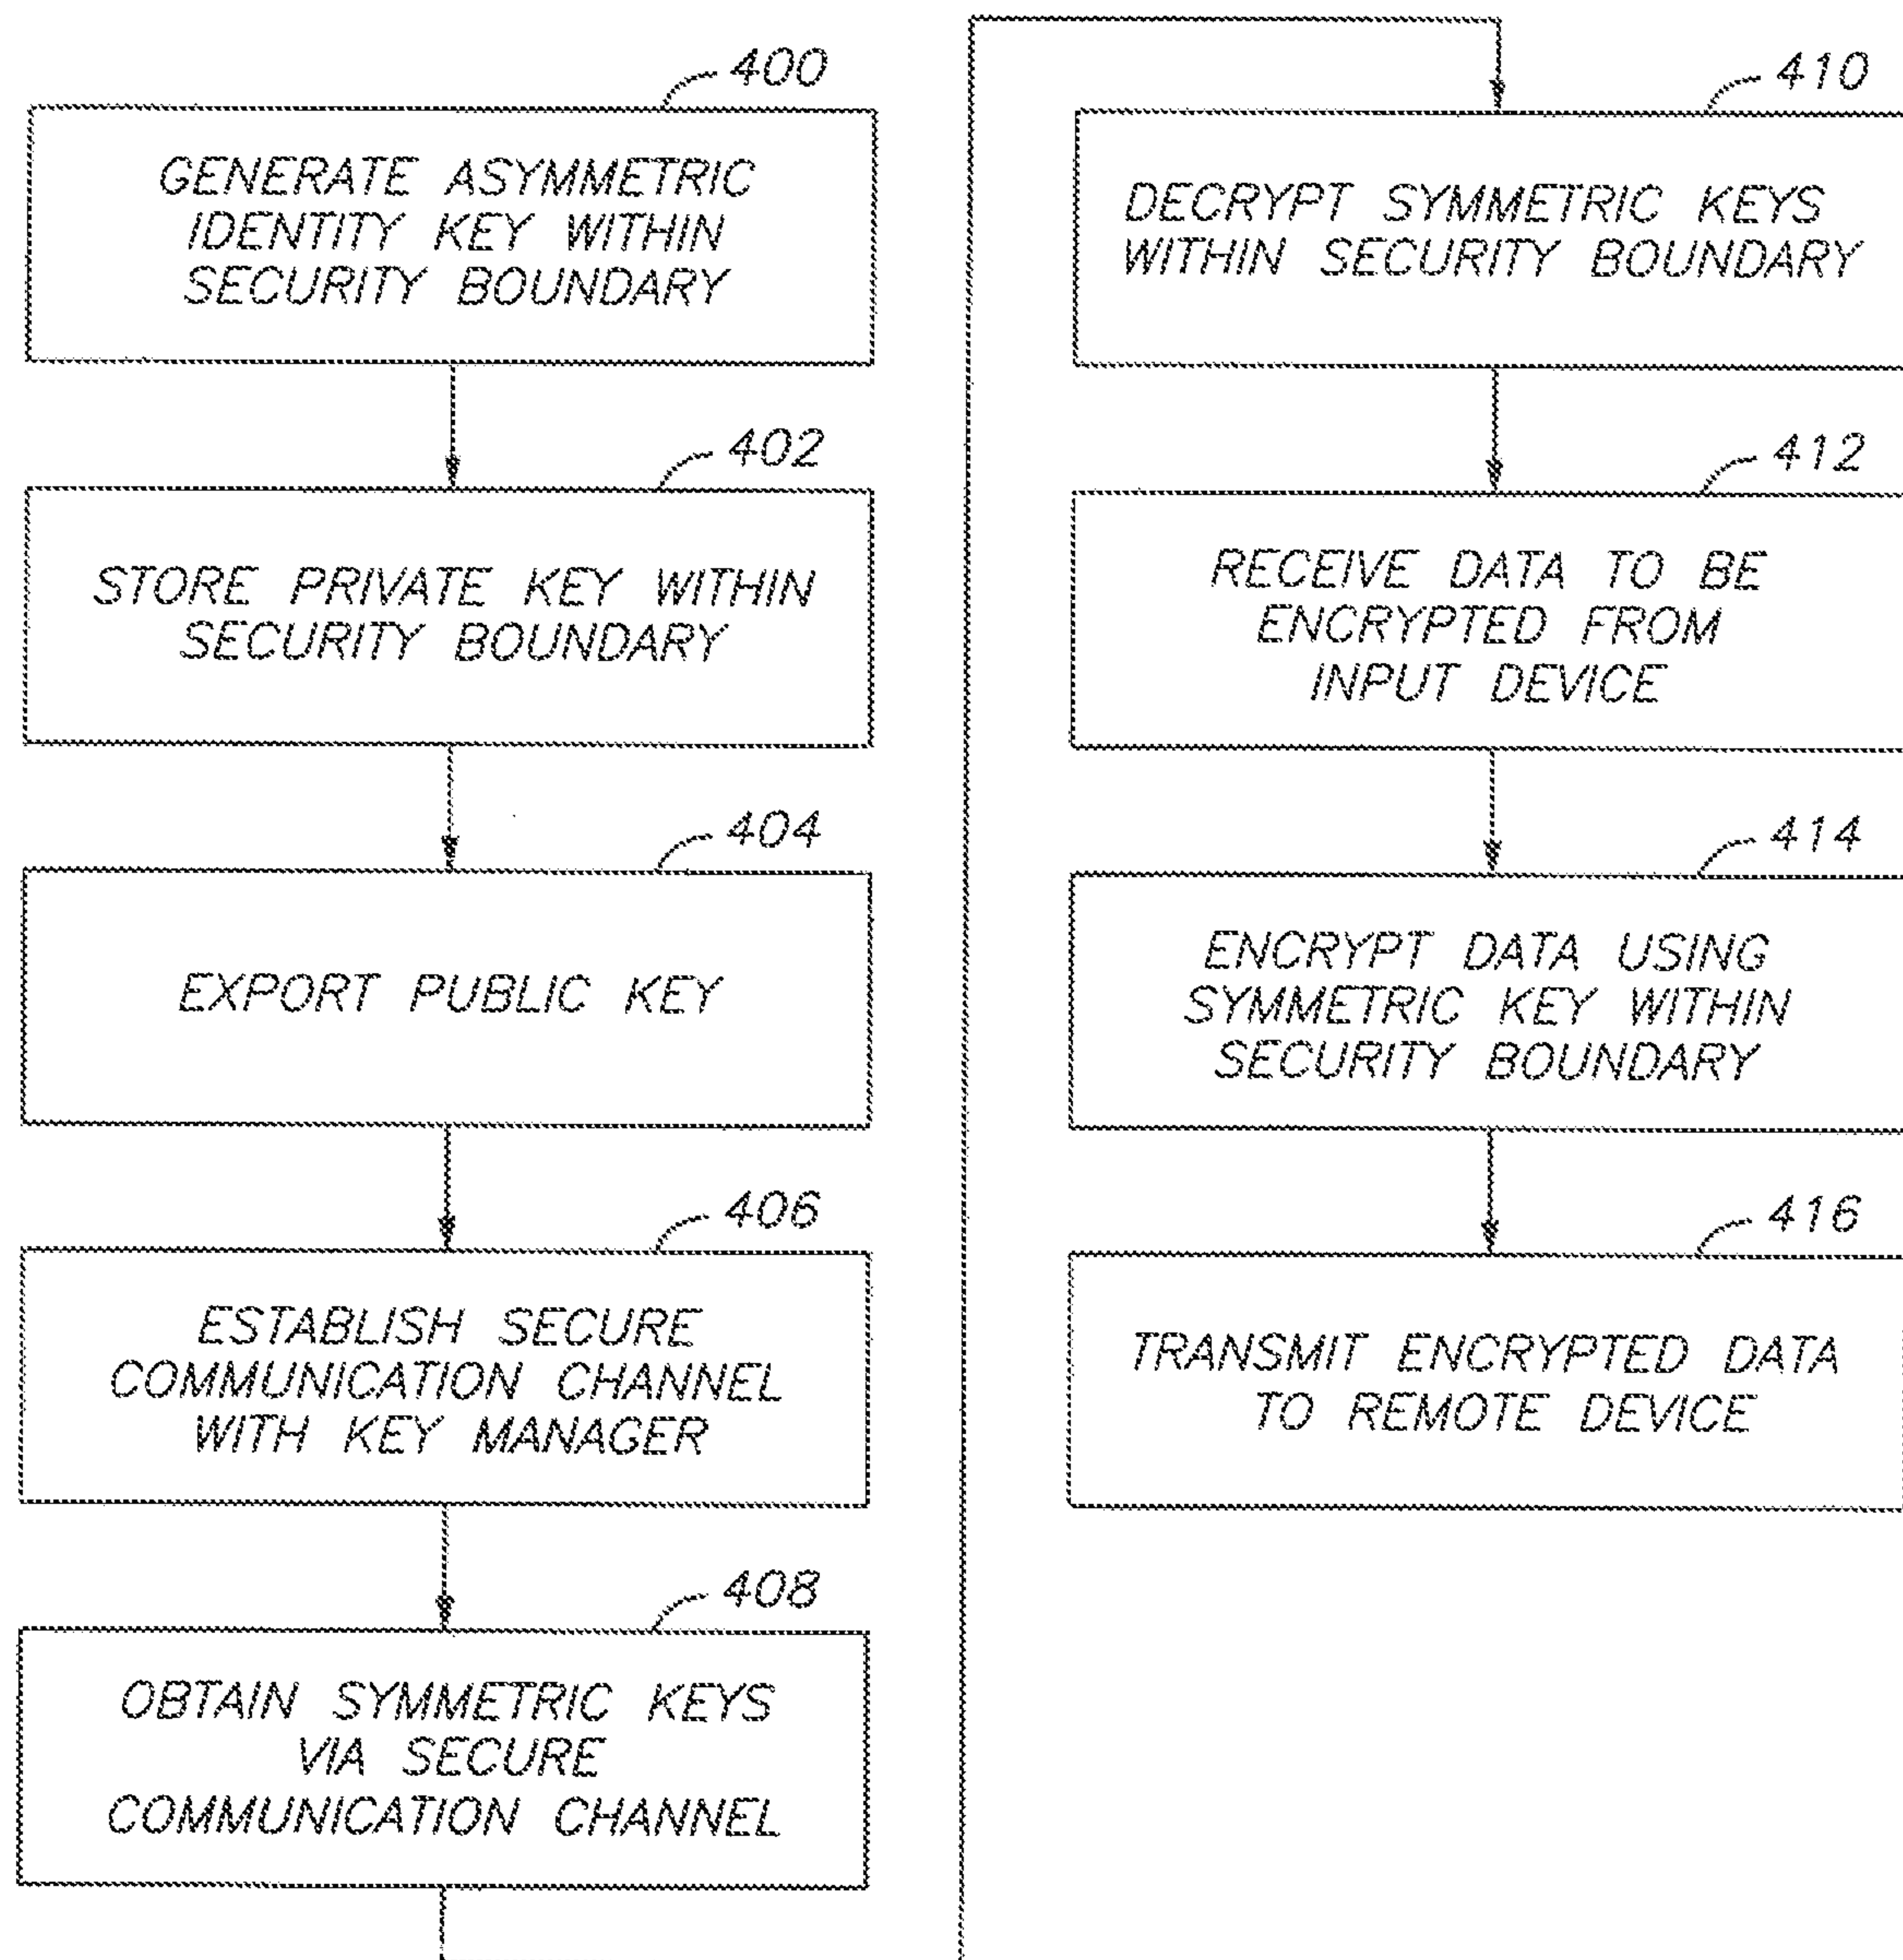 400
GENERATE ASYMMETRIC
IDENTITY KEY WITHIN
SECURITY BOUNDARY
402
STORE PRIVATE KEY WITHIN
SECURITY BOUNDARY
404
EXPORT PUBLIC KEY
406
ESTABLISH SECURE
COMMUNICATION CHANNEL
WITH KEY MANAGER
408
OBTAIN SYMMETRIC KEYS
VIA SECURE
COMMUNICATION CHANNEL
410
DECRYPT SYMMETRIC KEYS
WITHIN SECURITY BOUNDARY
412
RECEIVE DATA TO BE
ENCRYPTED FROM
INPUT DEVICE
414
ENCRYPT DATA USING
SYMMETRIC KEY WITHIN
SECURITY BOUNDARY
416
TRANSMIT ENCRYPTED DATA
TO REMOTE DEVICE